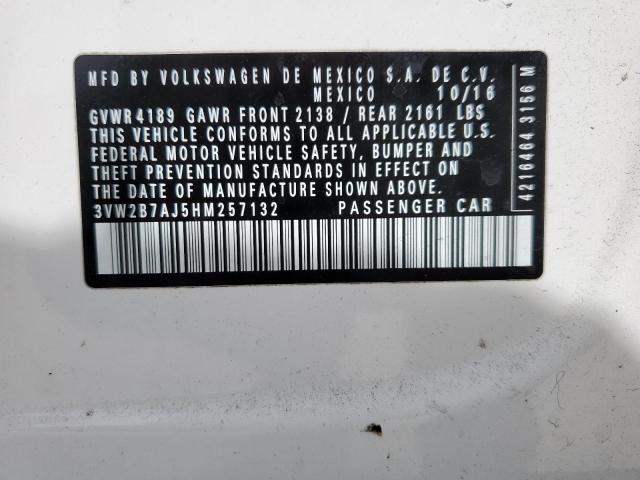 MFD BY VOLKSWAGEN DE MEXICO S.A. DE C.V.
MEXICO 10/16
GVWR 4189 GAWR FRONT 2138 / REAR 2161 LBS
THIS VEHICLE CONFORMS TO ALL APPLICABLE U.S.
FEDERAL MOTOR VEHICLE SAFETY, BUMPER AND
THEFT PREVENTION STANDARDS IN EFFECT ON
THE DATE OF MANUFACTURE SHOWN ABOVE.
3VW2B7AJ5HM257132 PASSENGER CAR
4216464 3156 M